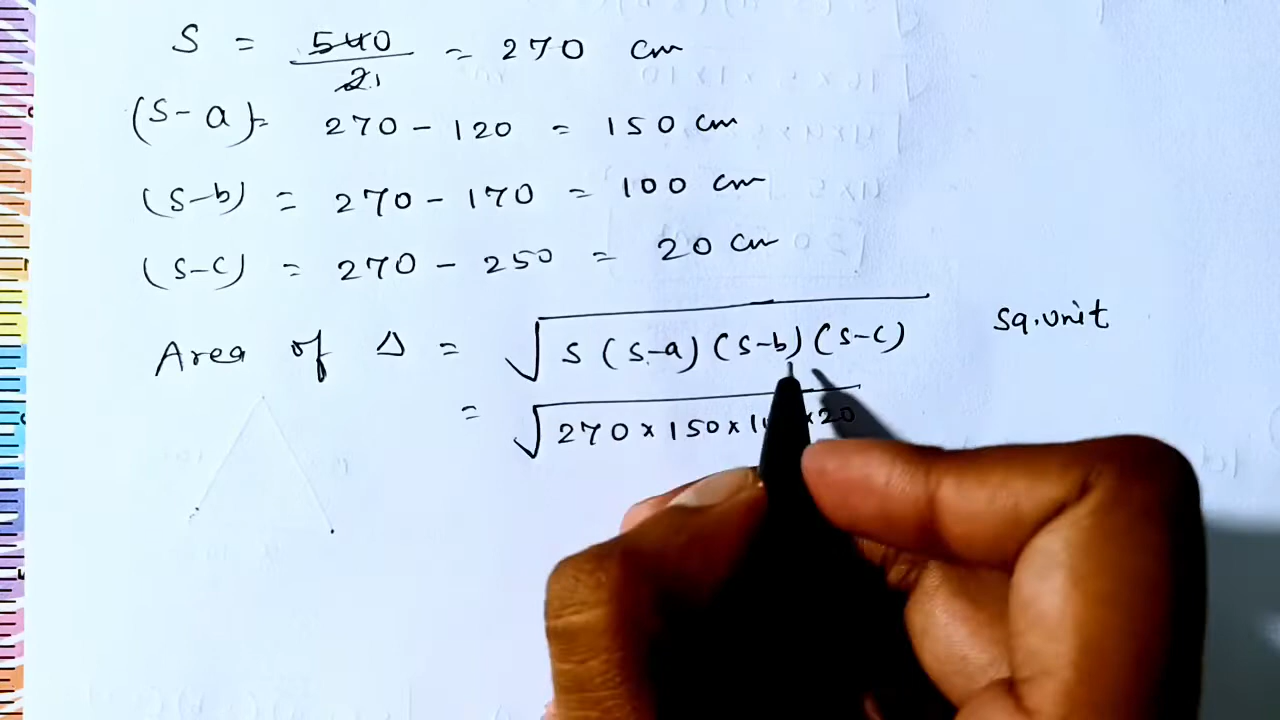 S = 540/2 = 270 cm
(S-a) = 270 - 120 = 150 cm
(S-b) = 270 - 170 = 100 cm
(S-c) = 270 - 250 = 20 cm
Area of Δ = √S(S-a)(S-b)(S-c) sq.unit
= √270×150× ×20